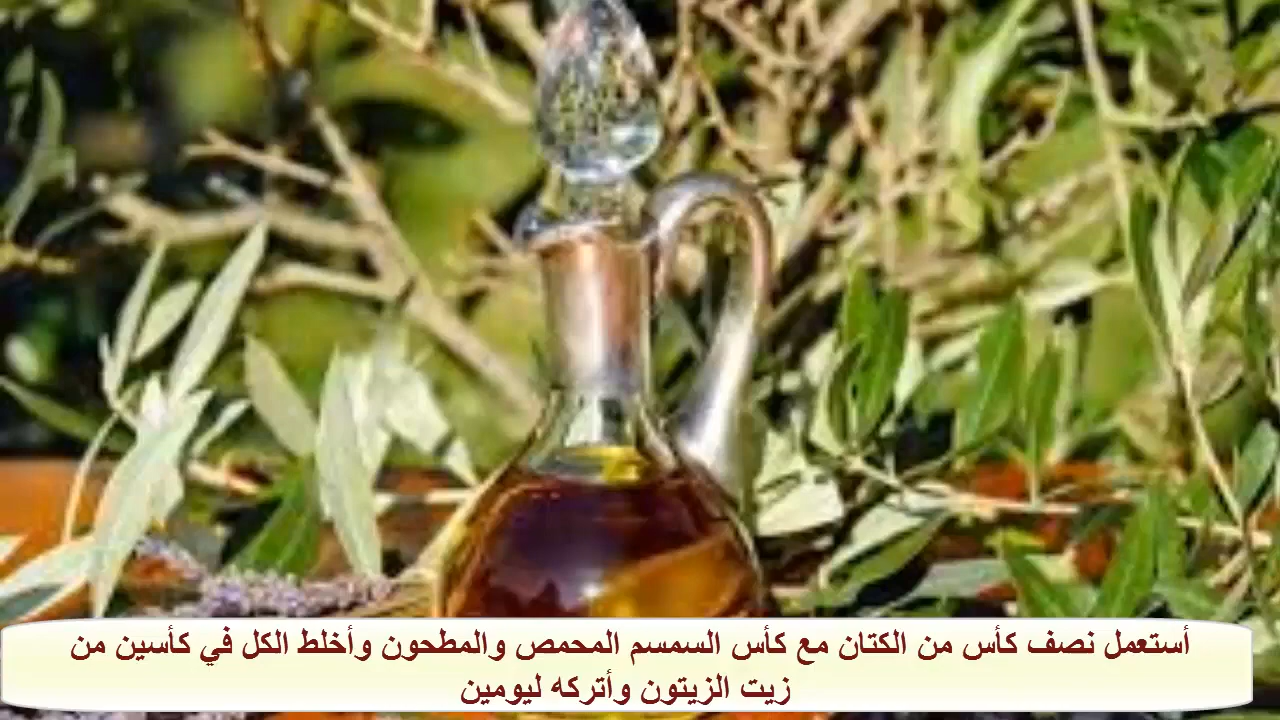 أستعمل نصف كأس من الكتان مع كأس السمسم المحمص والمطحون وأخلط الكل في كأسين من
زيت الزيتون وأتركه ليومين